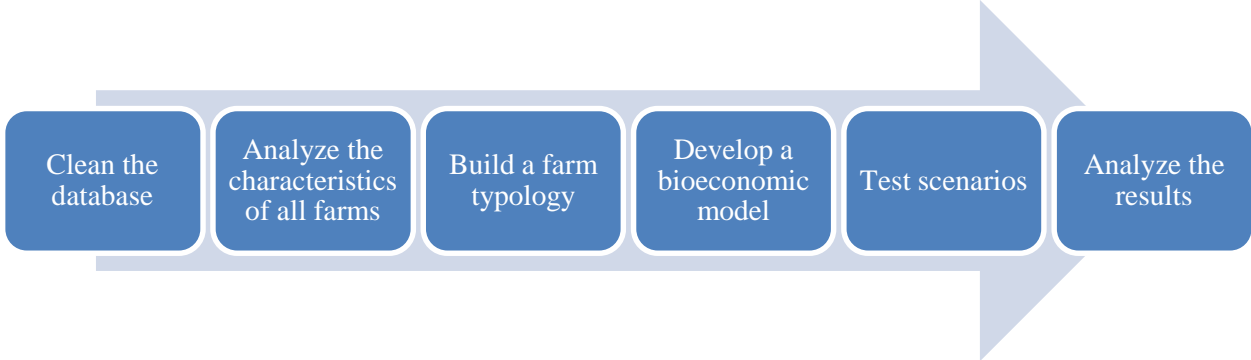 Clean the
database
Analyze the
characteristics
of all farms
Build a farm
typology
Develop a
bioeconomic
model
Test scenarios
Analyze the
results